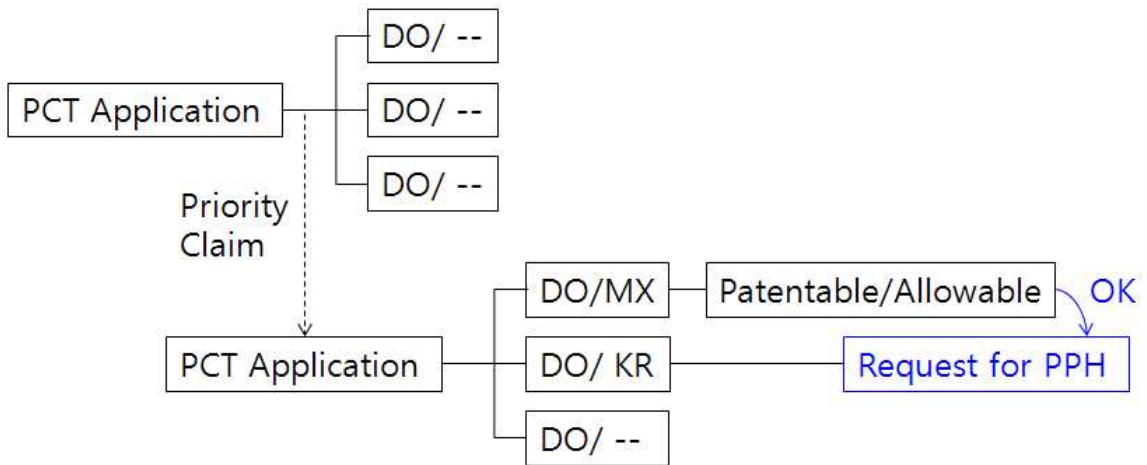 DO/ --
PCT Application
DO/ --
DO/ --
Priority
Claim
DO/MX
Patentable/Allowable
OK
PCT Application
DO/ KR
Request for PPH
DO/ --